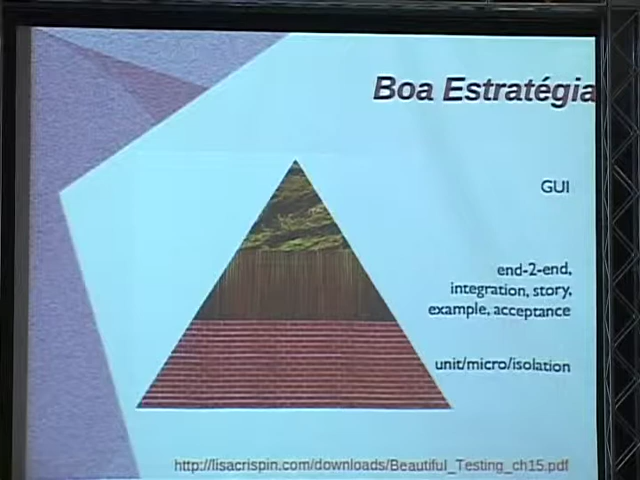 Boa Estratégia
GUI
end-2-end,
integration, story,
example, acceptance
unit/micro/isolation
http://lisacrispin.com/downloads/Beautiful_Testing_ch15.pdf